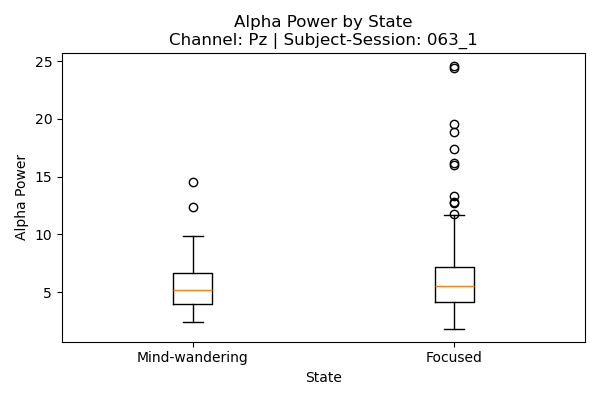 Alpha Power by State
Channel: Pz | Subject-Session: 063_1
Alpha Power
25
20
15
10
5
Mind-wandering
Focused
State